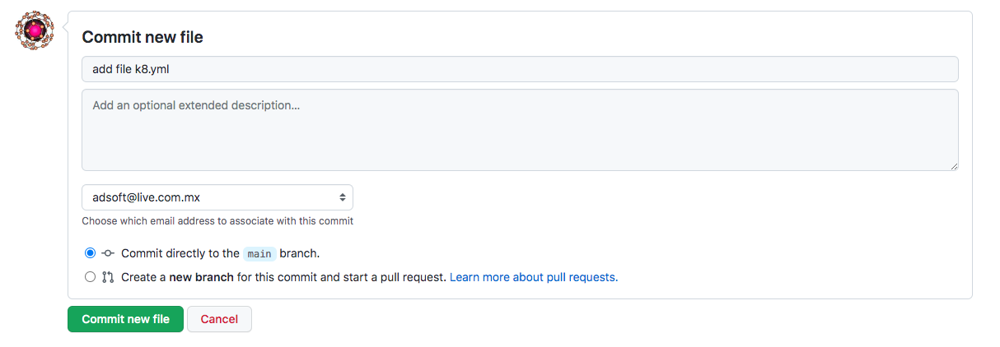 Commit new file
add file k8.yml
Add an optional extended description...
adsoft@live.com.mx
Choose which email address to associate with this commit
Commit directly to the main branch.
Create a new branch for this commit and start a pull request. Learn more about pull requests.
Commit new file Cancel